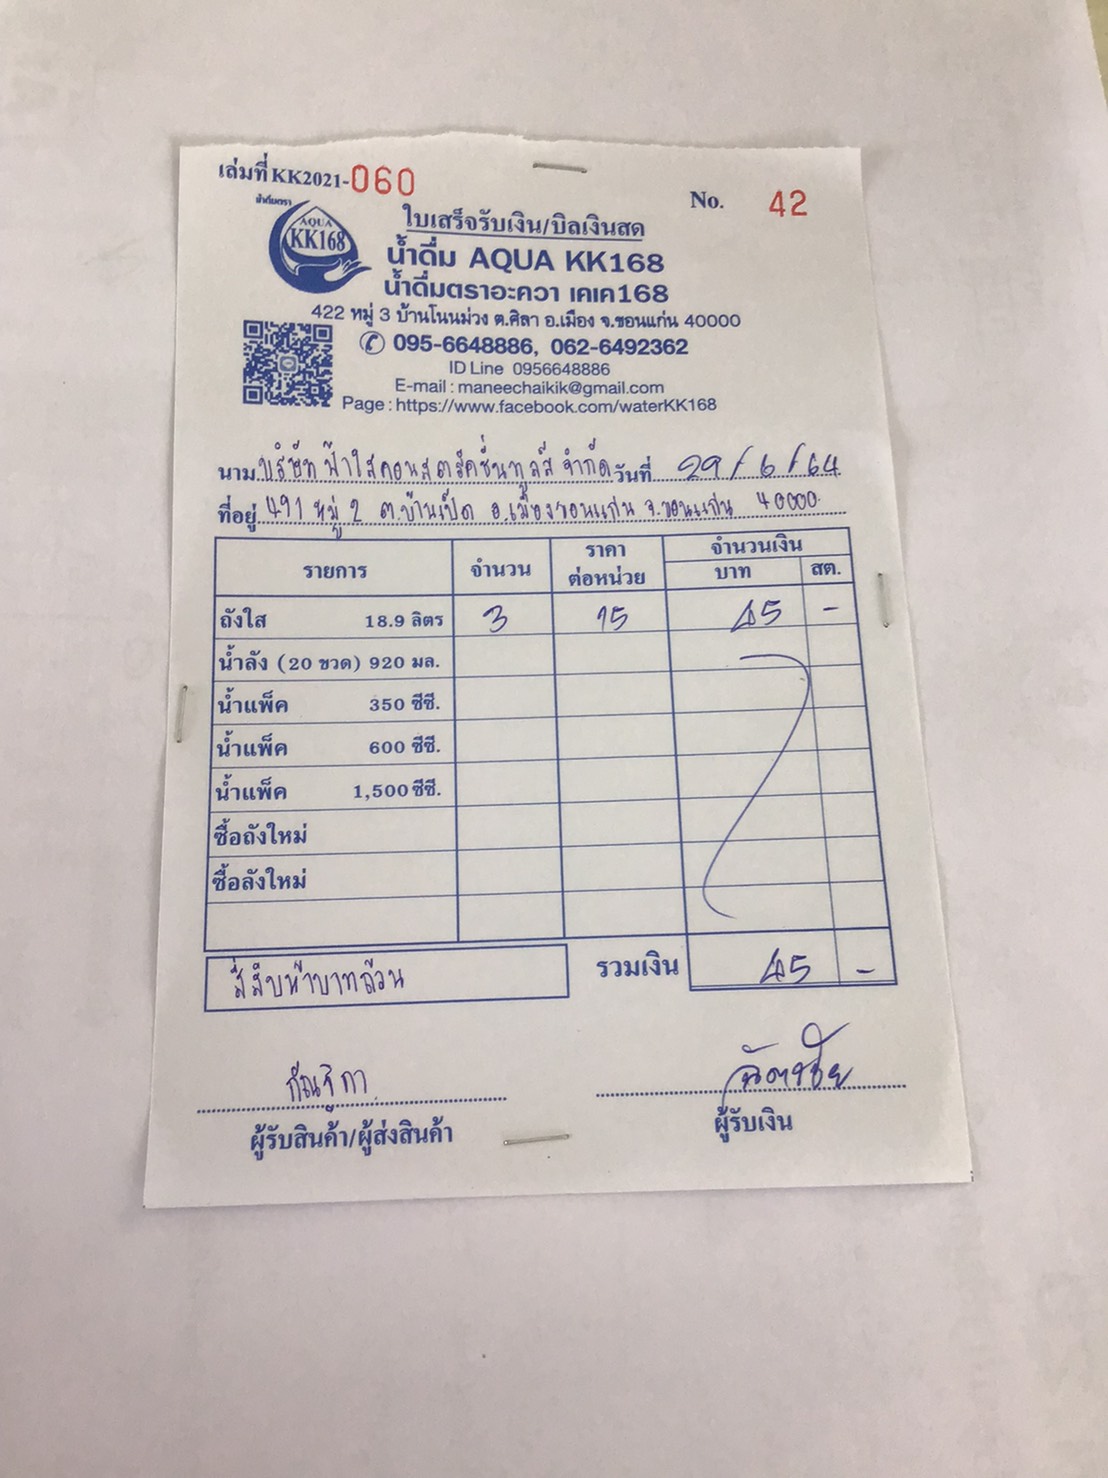 เล่มที่ KK2021-060 No. 42
น้ำดื่มตรา
AQUA
KK168
ใบเสร็จรับเงิน/บิลเงินสด
น้ำดื่ม AQUA KK168
น้ำดื่มตราอะควา เคเค168
422 หมู่ 3 บ้านโนนม่วง ต.ศิลา อ.เมือง จ.ขอนแก่น 40000
095-6648886, 062-6492362
ID Line 0956648886
E-mail : maneechaikik@gmail.com
Page : https://www.facebook.com/waterKK168
นาม บริษัท ฟ้าใสคอนสตรัคชั่นทูลส์ จำกัด วันที่ 29/6/64
ที่อยู่ 491 หมู่ 2 ต.บ้านเป็ด อ.เมืองขอนแก่น จ.ขอนแก่น 40000
รายการ จำนวน ราคา ต่อหน่วย จำนวนเงิน
บาท สต.
ถังใส 18.9 ลิตร 3 15 45 -
น้ำลัง (20 ขวด) 920 มล.
น้ำแพ็ค 350 ซีซี.
น้ำแพ็ค 600 ซีซี.
น้ำแพ็ค 1,500 ซีซี.
ซื้อถังใหม่
ซื้อลังใหม่
สี่สิบห้าบาทถ้วน รวมเงิน 45 -
กัณฐิกา ฉัตรชัย
ผู้รับสินค้า/ผู้ส่งสินค้า ผู้รับเงิน